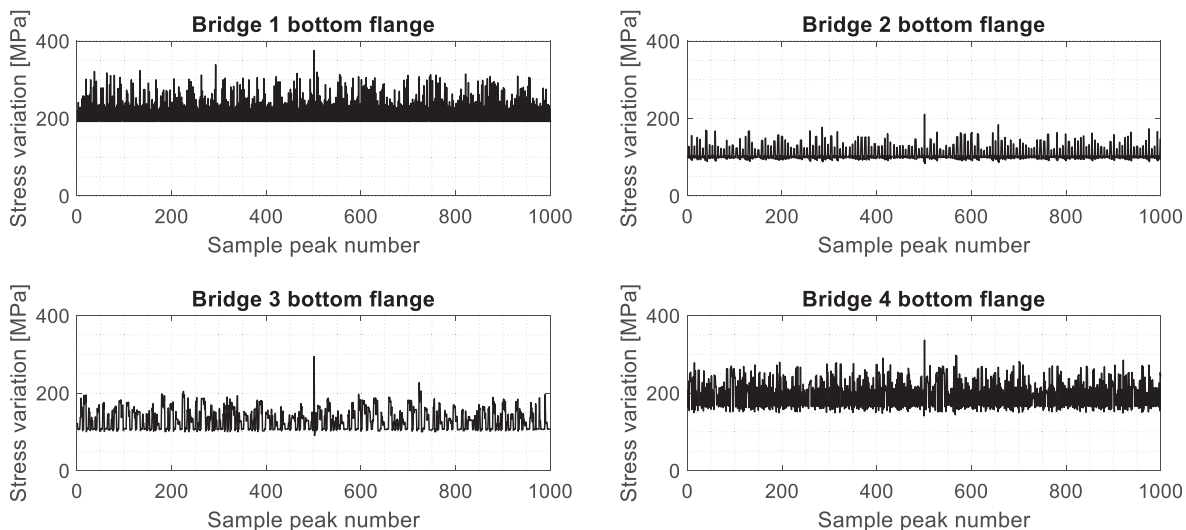 Bridge 1 bottom flange
Stress variation [MPa]
400
200
0
0 200 400 600 800 1000
Sample peak number
Bridge 2 bottom flange
Stress variation [MPa]
400
200
0
0 200 400 600 800 1000
Sample peak number
Bridge 3 bottom flange
Stress variation [MPa]
400
200
0
0 200 400 600 800 1000
Sample peak number
Bridge 4 bottom flange
Stress variation [MPa]
400
200
0
0 200 400 600 800 1000
Sample peak number